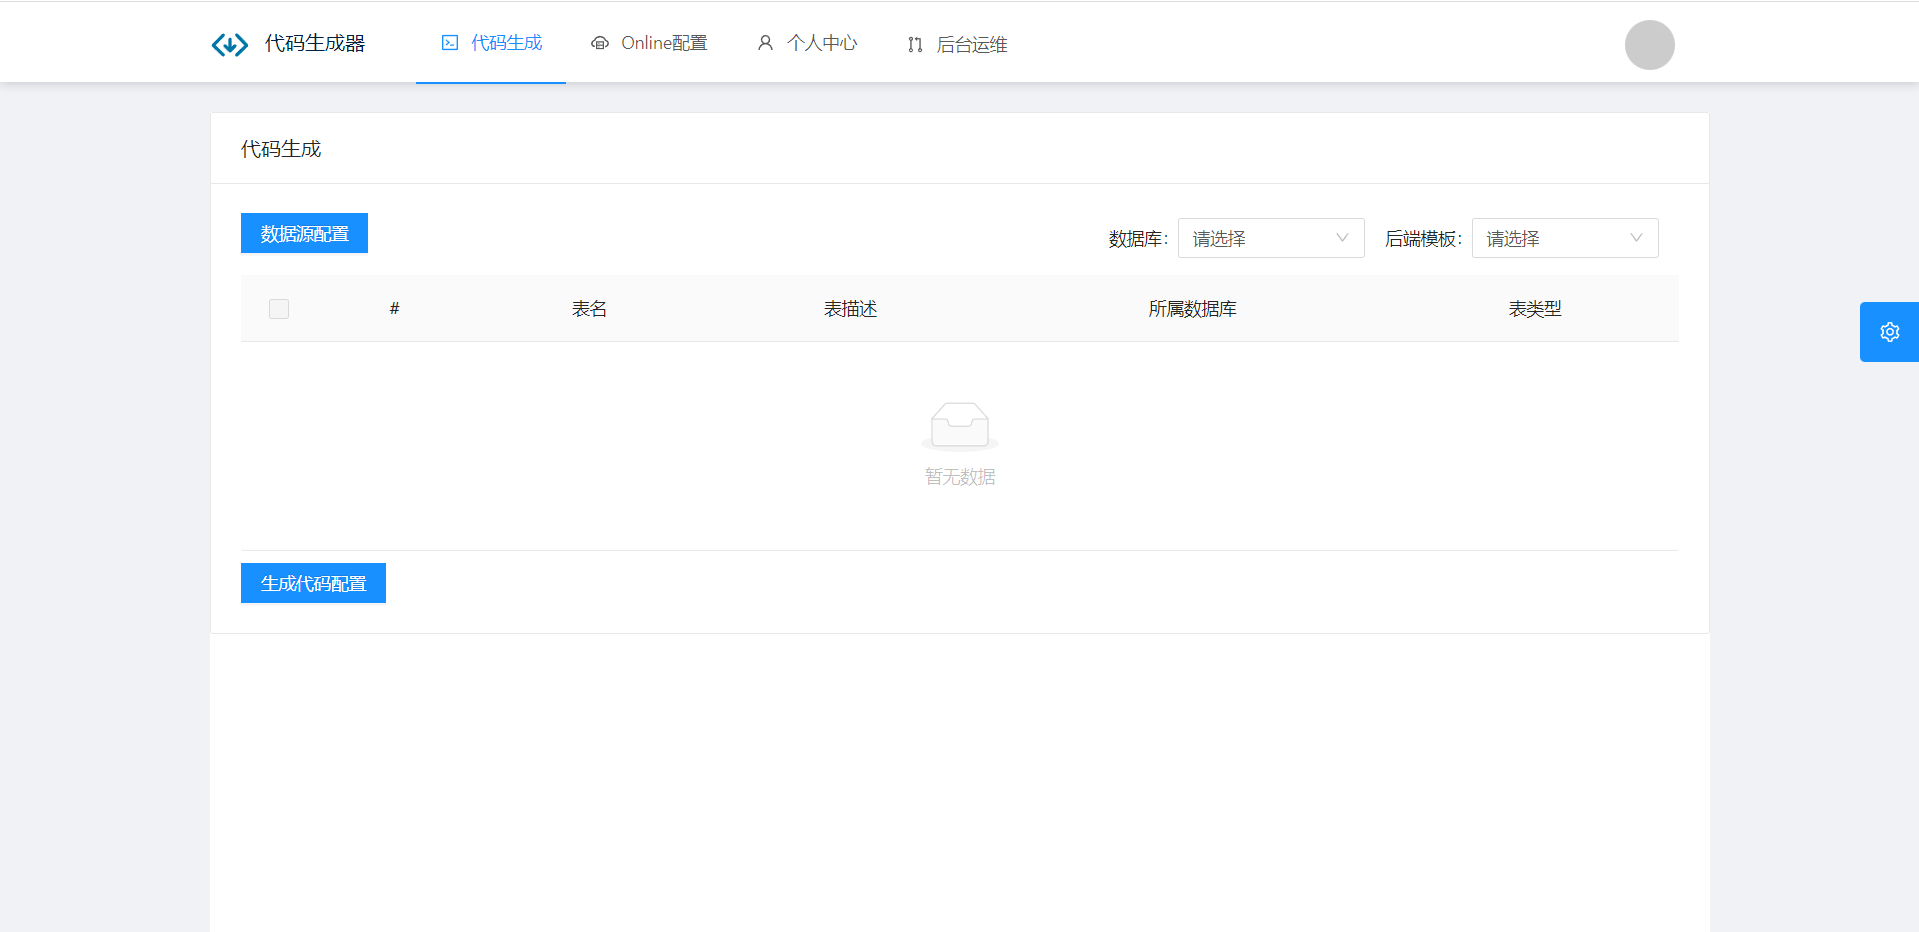 代码生成器 代码生成 Online配置 个人中心 后台运维
代码生成
数据源配置 数据库: 请选择 后端模板: 请选择
# 表名 表描述 所属数据库 表类型
暂无数据
生成代码配置